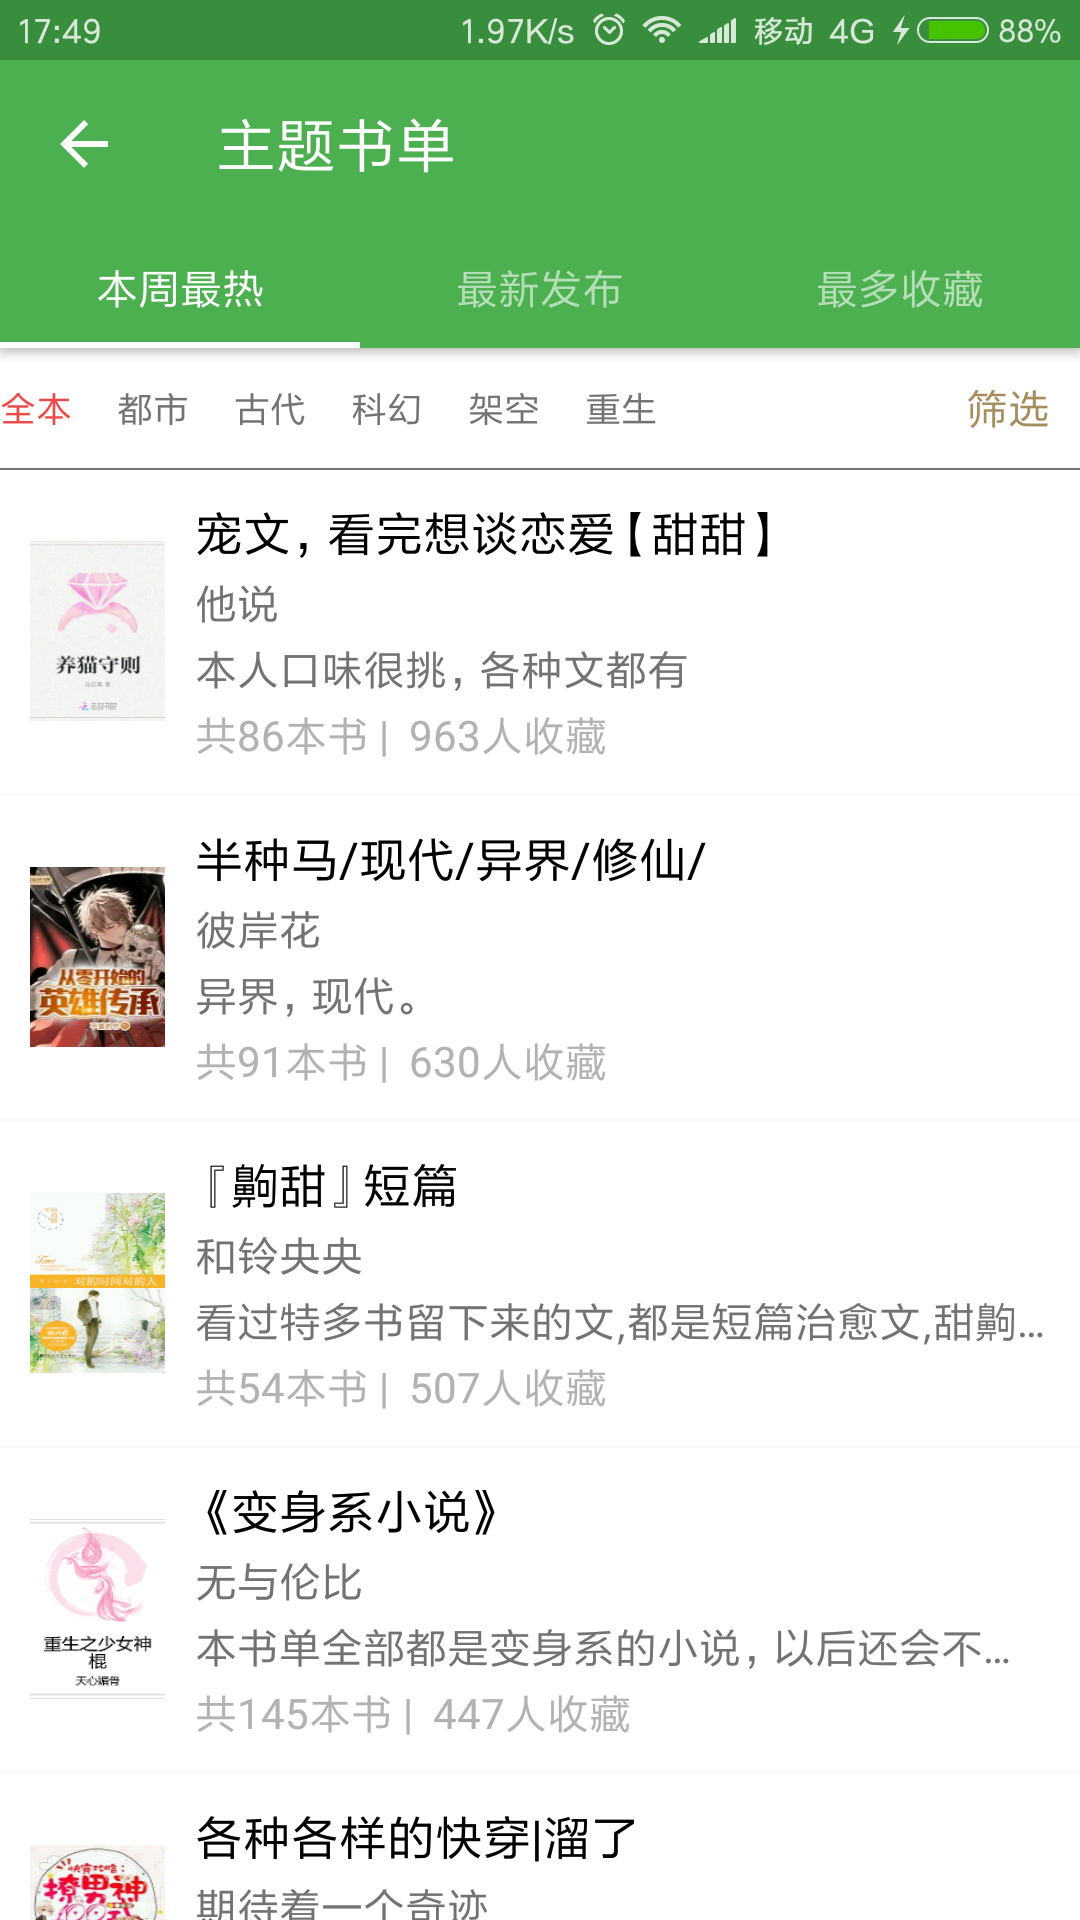 17:49 1.97K/s 移动 4G 88%
主题书单
本周最热 最新发布 最多收藏
全本 都市 古代 科幻 架空 重生 筛选
宠文，看完想谈恋爱【甜甜】
他说
本人口味很挑，各种文都有
共86本书 | 963人收藏
养猫守则
半种马/现代/异界/修仙/
彼岸花
异界，现代。
共91本书 | 630人收藏
从零开始的
英雄传承
『齁甜』短篇
和铃央央
看过特多书留下来的文,都是短篇治愈文,甜齁...
共54本书 | 507人收藏
对的时间对的人
《变身系小说》
无与伦比
本书单全部都是变身系的小说，以后还会不...
共145本书 | 447人收藏
重生之少女神
棍
天心媚骨
各种各样的快穿|溜了
期待着一个奇迹
快穿攻略：
撩男神
100式